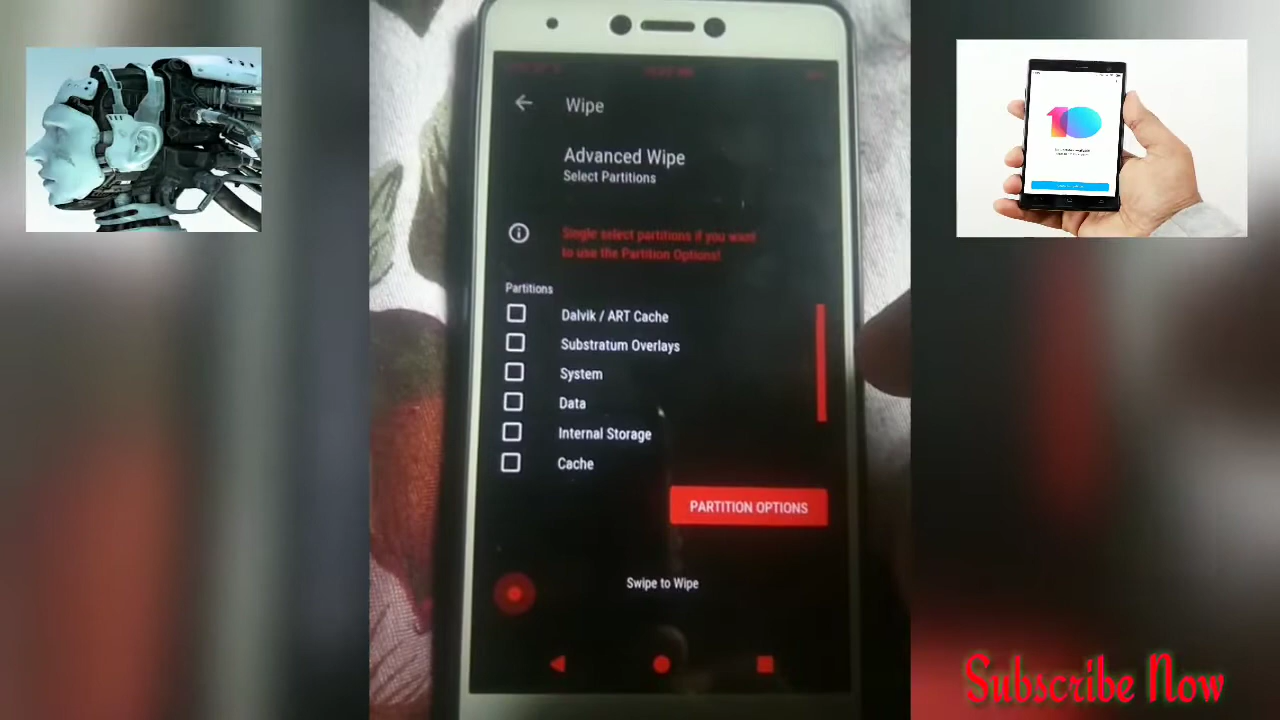 Wipe
Advanced Wipe
Select Partitions
Single select partitions if you want
to use the Partition Options!
Partitions
Dalvik / ART Cache
Substratum Overlays
System
Data
Internal Storage
Cache
PARTITION OPTIONS
Swipe to Wipe
10
Subscribe Now